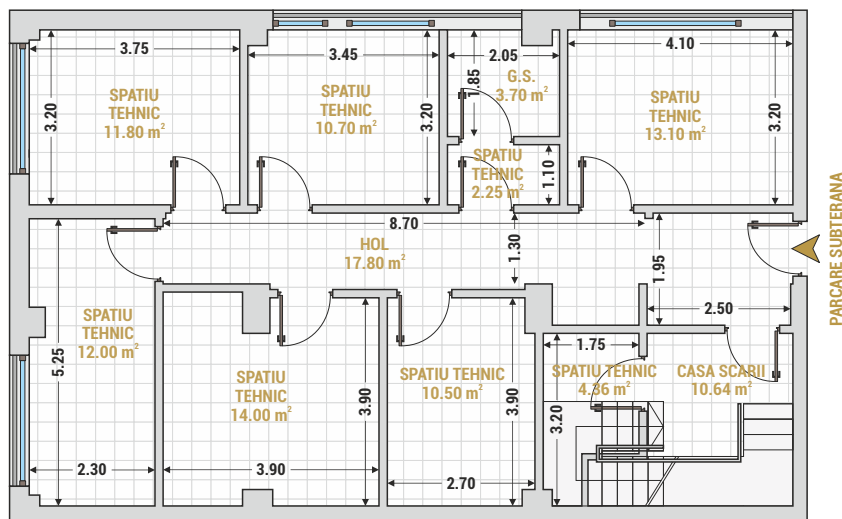 3.75
3.45
2.05
4.10
SPATIU
TEHNIC
11.80 m²
3.20
SPATIU
TEHNIC
10.70 m²
3.20
1.85
G.S.
3.70 m²
SPATIU
TEHNIC
13.10 m²
3.20
SPATIU
TEHNIC
2.25 m²
1.10
8.70
HOL
17.80 m²
1.30
1.95
2.50
PARCARE SUBTERANA
SPATIU
TEHNIC
12.00 m²
5.25
2.30
SPATIU
TEHNIC
14.00 m²
3.90
3.90
SPATIU TEHNIC
10.50 m²
3.90
2.70
1.75
SPATIU TEHNIC
4.36 m²
3.20
CASA SCARII
10.64 m²